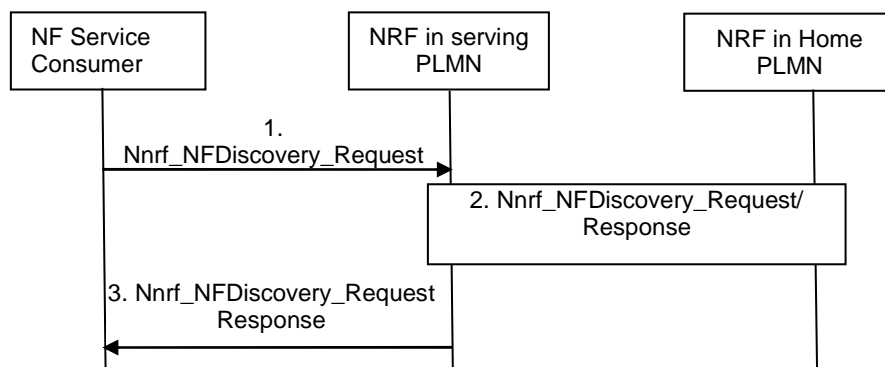 NF Service
Consumer
NRF in serving
PLMN
NRF in Home
PLMN
1.
Nnrf_NFDiscovery_Request
2. Nnrf_NFDiscovery_Request/
Response
3. Nnrf_NFDiscovery_Request
Response